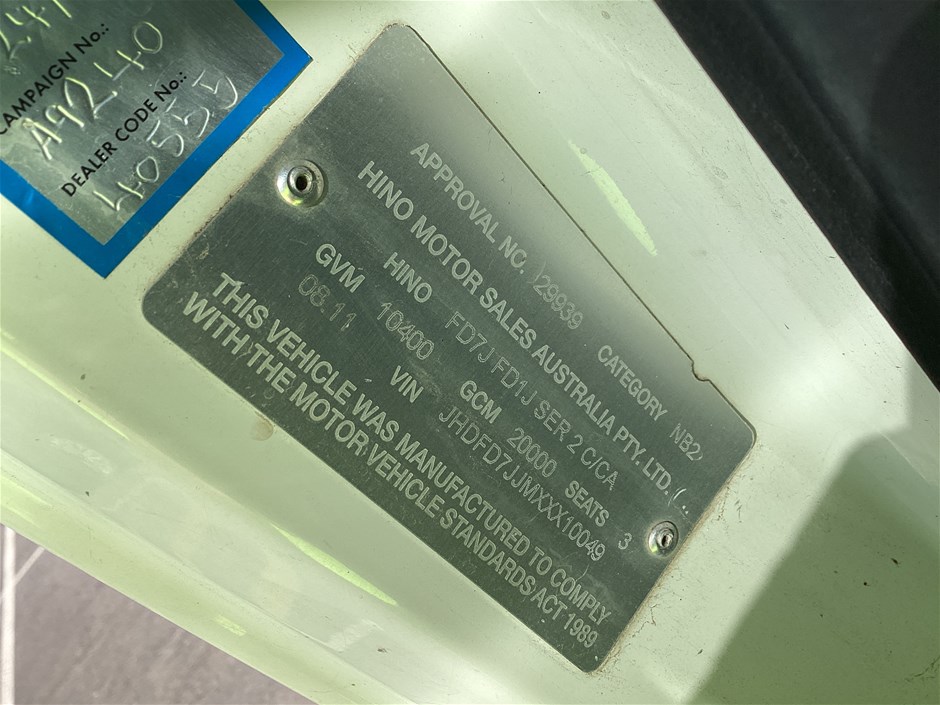 CAMPAIGN No.:
A9240
DEALER CODE No.:
40555
APPROVAL NO. 29939 CATEGORY NB2
HINO MOTOR SALES AUSTRALIA PTY. LTD.
HINO FD7J FD1J SER 2 C/CA
GVM 10400 GCM 20000 SEATS 3
08.11 VIN JHDFD7JJMXXX10049
THIS VEHICLE WAS MANUFACTURED TO COMPLY
WITH THE MOTOR VEHICLE STANDARDS ACT 1989